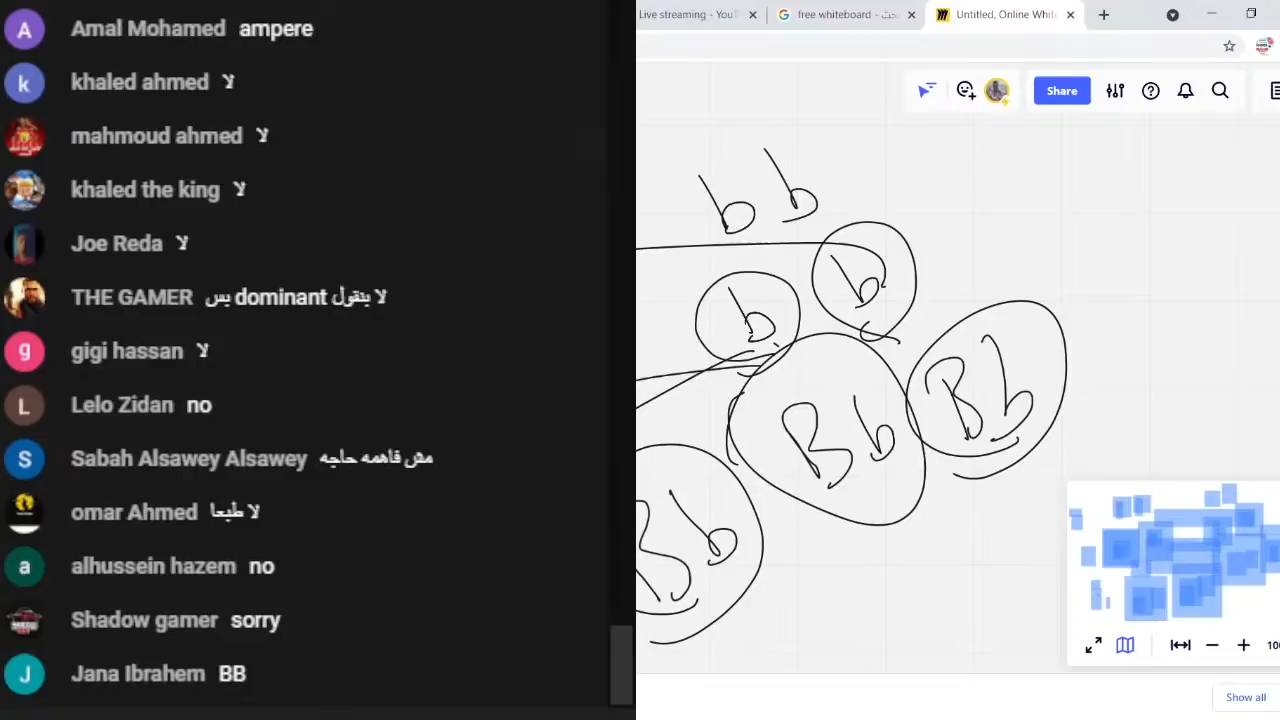 A Amal Mohamed ampere
k khaled ahmed لا
mahmoud ahmed لا
khaled the king لا
Joe Reda لا
THE GAMER لا بنقول dominant بس
g gigi hassan لا
L Lelo Zidan no
S Sabah Alsawey Alsawey مش فاهمه حاجه
omar Ahmed لا طبعا
a alhussein hazem no
Shadow gamer sorry
J Jana Ibrahem BB
Live streaming - YouT
free whiteboard - بحث
Untitled, Online White
Share
b b
b b
Bb Bb
Bb
100
Show all